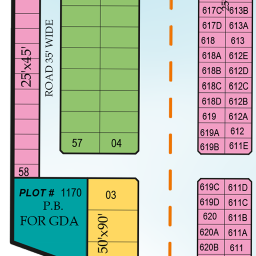 617C 613B
617D 613A
618 613
618A 612E
618B 612D
618C 612C
618D 612B
619 612A
619A 612
619B 611E
25'x45'
ROAD 35' WIDE
57 04
58
PLOT # 1170
P.B.
FOR GDA
03
50'x90'
619C 611D
619D 611C
620 611B
620A 611A
620B 611